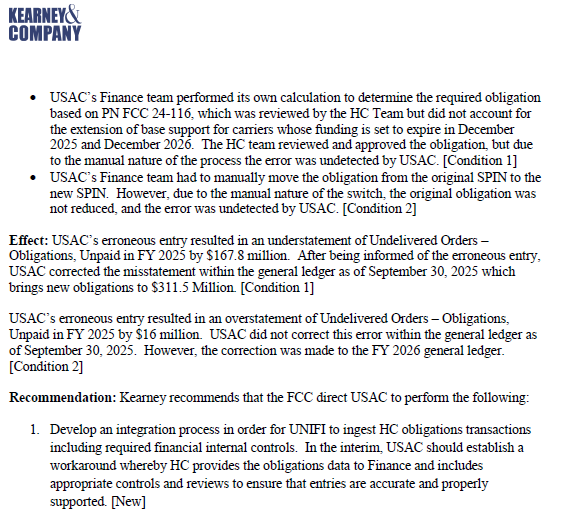 KEARNEY&
COMPANY
• USAC's Finance team performed its own calculation to determine the required obligation
based on PN FCC 24-116, which was reviewed by the HC Team but did not account for
the extension of base support for carriers whose funding is set to expire in December
2025 and December 2026. The HC team reviewed and approved the obligation, but due
to the manual nature of the process the error was undetected by USAC. [Condition 1]
• USAC's Finance team had to manually move the obligation from the original SPIN to the
new SPIN. However, due to the manual nature of the switch, the original obligation was
not reduced, and the error was undetected by USAC. [Condition 2]
Effect: USAC's erroneous entry resulted in an understatement of Undelivered Orders –
Obligations, Unpaid in FY 2025 by $167.8 million. After being informed of the erroneous entry,
USAC corrected the misstatement within the general ledger as of September 30, 2025 which
brings new obligations to $311.5 Million. [Condition 1]
USAC's erroneous entry resulted in an overstatement of Undelivered Orders – Obligations,
Unpaid in FY 2025 by $16 million. USAC did not correct this error within the general ledger as
of September 30, 2025. However, the correction was made to the FY 2026 general ledger.
[Condition 2]
Recommendation: Kearney recommends that the FCC direct USAC to perform the following:
1. Develop an integration process in order for UNIFI to ingest HC obligations transactions
including required financial internal controls. In the interim, USAC should establish a
workaround whereby HC provides the obligations data to Finance and includes
appropriate controls and reviews to ensure that entries are accurate and properly
supported. [New]